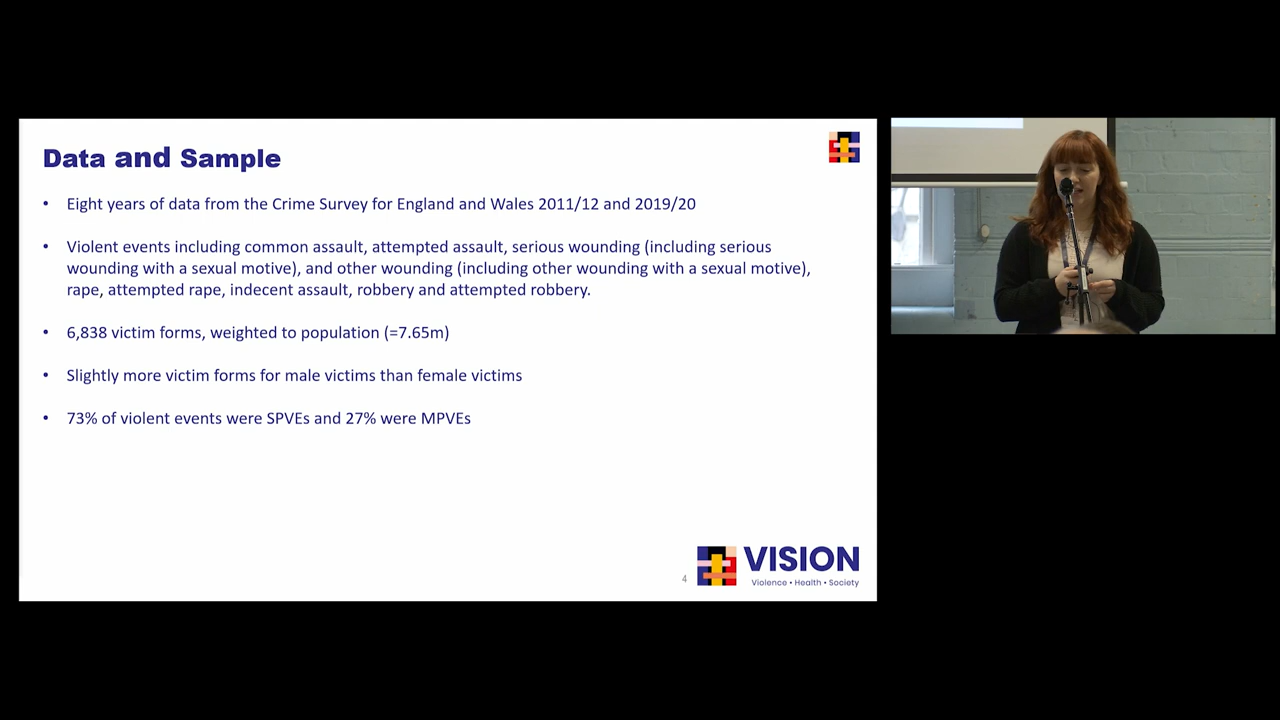 Data and Sample
• Eight years of data from the Crime Survey for England and Wales 2011/12 and 2019/20
• Violent events including common assault, attempted assault, serious wounding (including serious
wounding with a sexual motive), and other wounding (including other wounding with a sexual motive),
rape, attempted rape, indecent assault, robbery and attempted robbery.
• 6,838 victim forms, weighted to population (=7.65m)
• Slightly more victim forms for male victims than female victims
• 73% of violent events were SPVEs and 27% were MPVEs
4
VISION
Violence • Health • Society